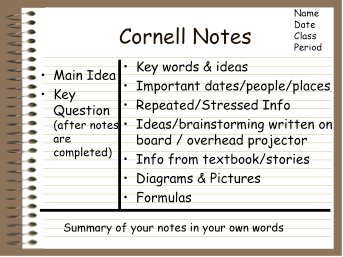 Name
Date
Class
Period
Cornell Notes
• Main Idea
• Key
Question
(after notes
are
completed)
• Key words & ideas
• Important dates/people/places
• Repeated/Stressed Info
• Ideas/brainstorming written on
board / overhead projector
• Info from textbook/stories
• Diagrams & Pictures
• Formulas
Summary of your notes in your own words